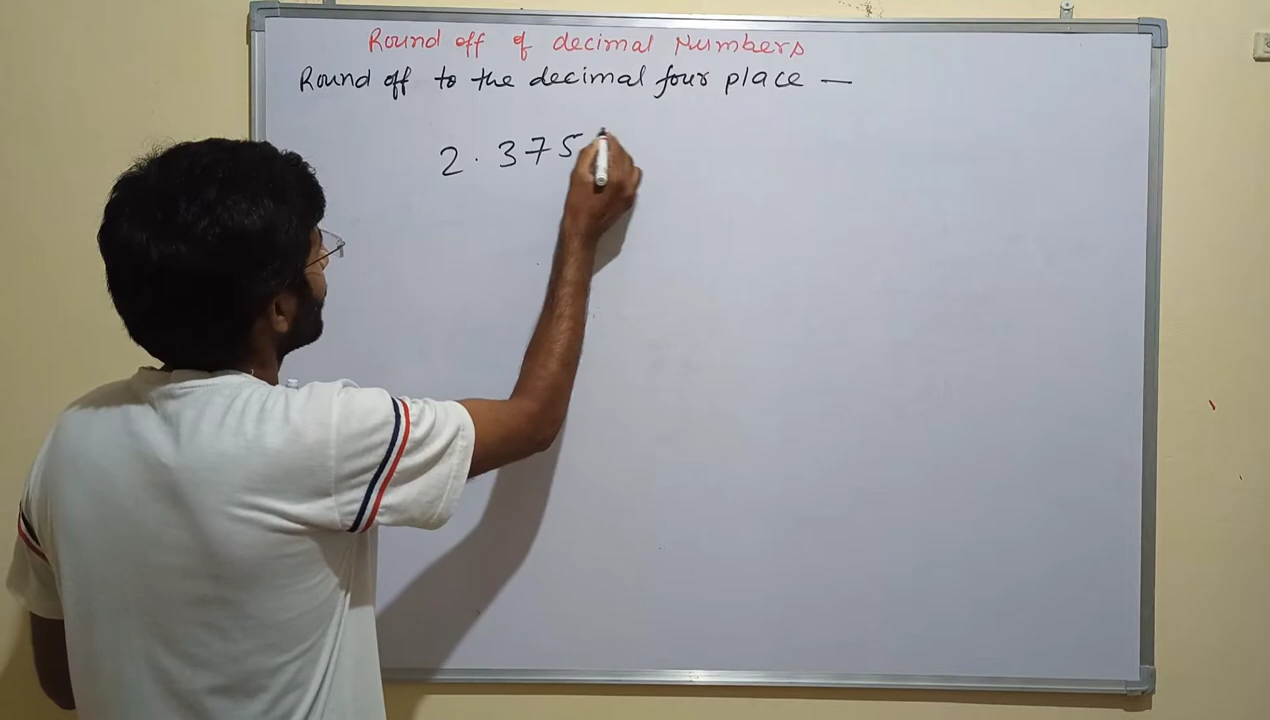 Round off of decimal Numbers
Round off to the decimal four place —
2.375